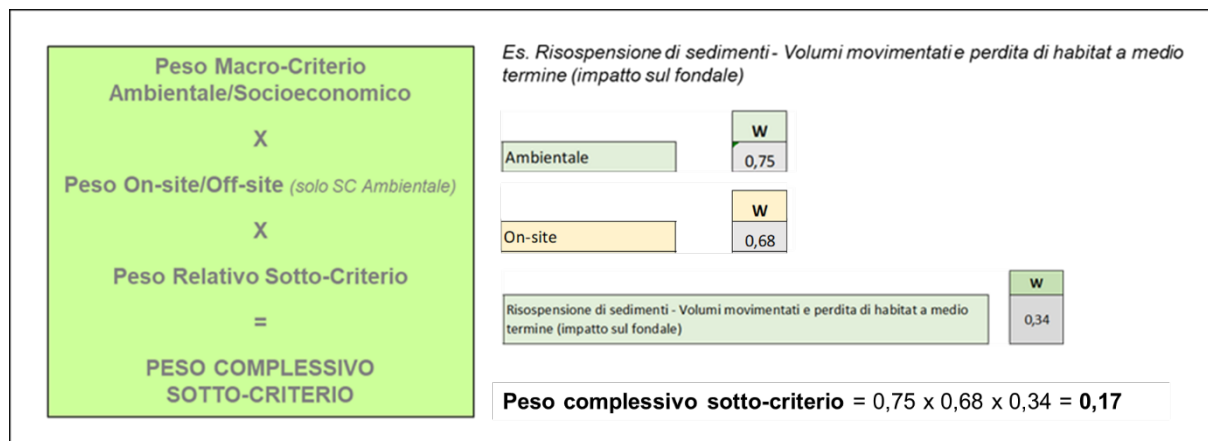 Peso Macro-Criterio
Ambientale/Socioeconomico
X
Peso On-site/Off-site (solo SC Ambientale)
X
Peso Relativo Sotto-Criterio
=
PESO COMPLESSIVO
SOTTO-CRITERIO
Es. Risospensione di sedimenti - Volumi movimentati e perdita di habitat a medio
termine (impatto sul fondale)
W
Ambientale 0,75
W
On-site 0,68
W
Risospensione di sedimenti - Volumi movimentati e perdita di habitat a medio
termine (impatto sul fondale)
0,34
Peso complessivo sotto-criterio = 0,75 x 0,68 x 0,34 = 0,17